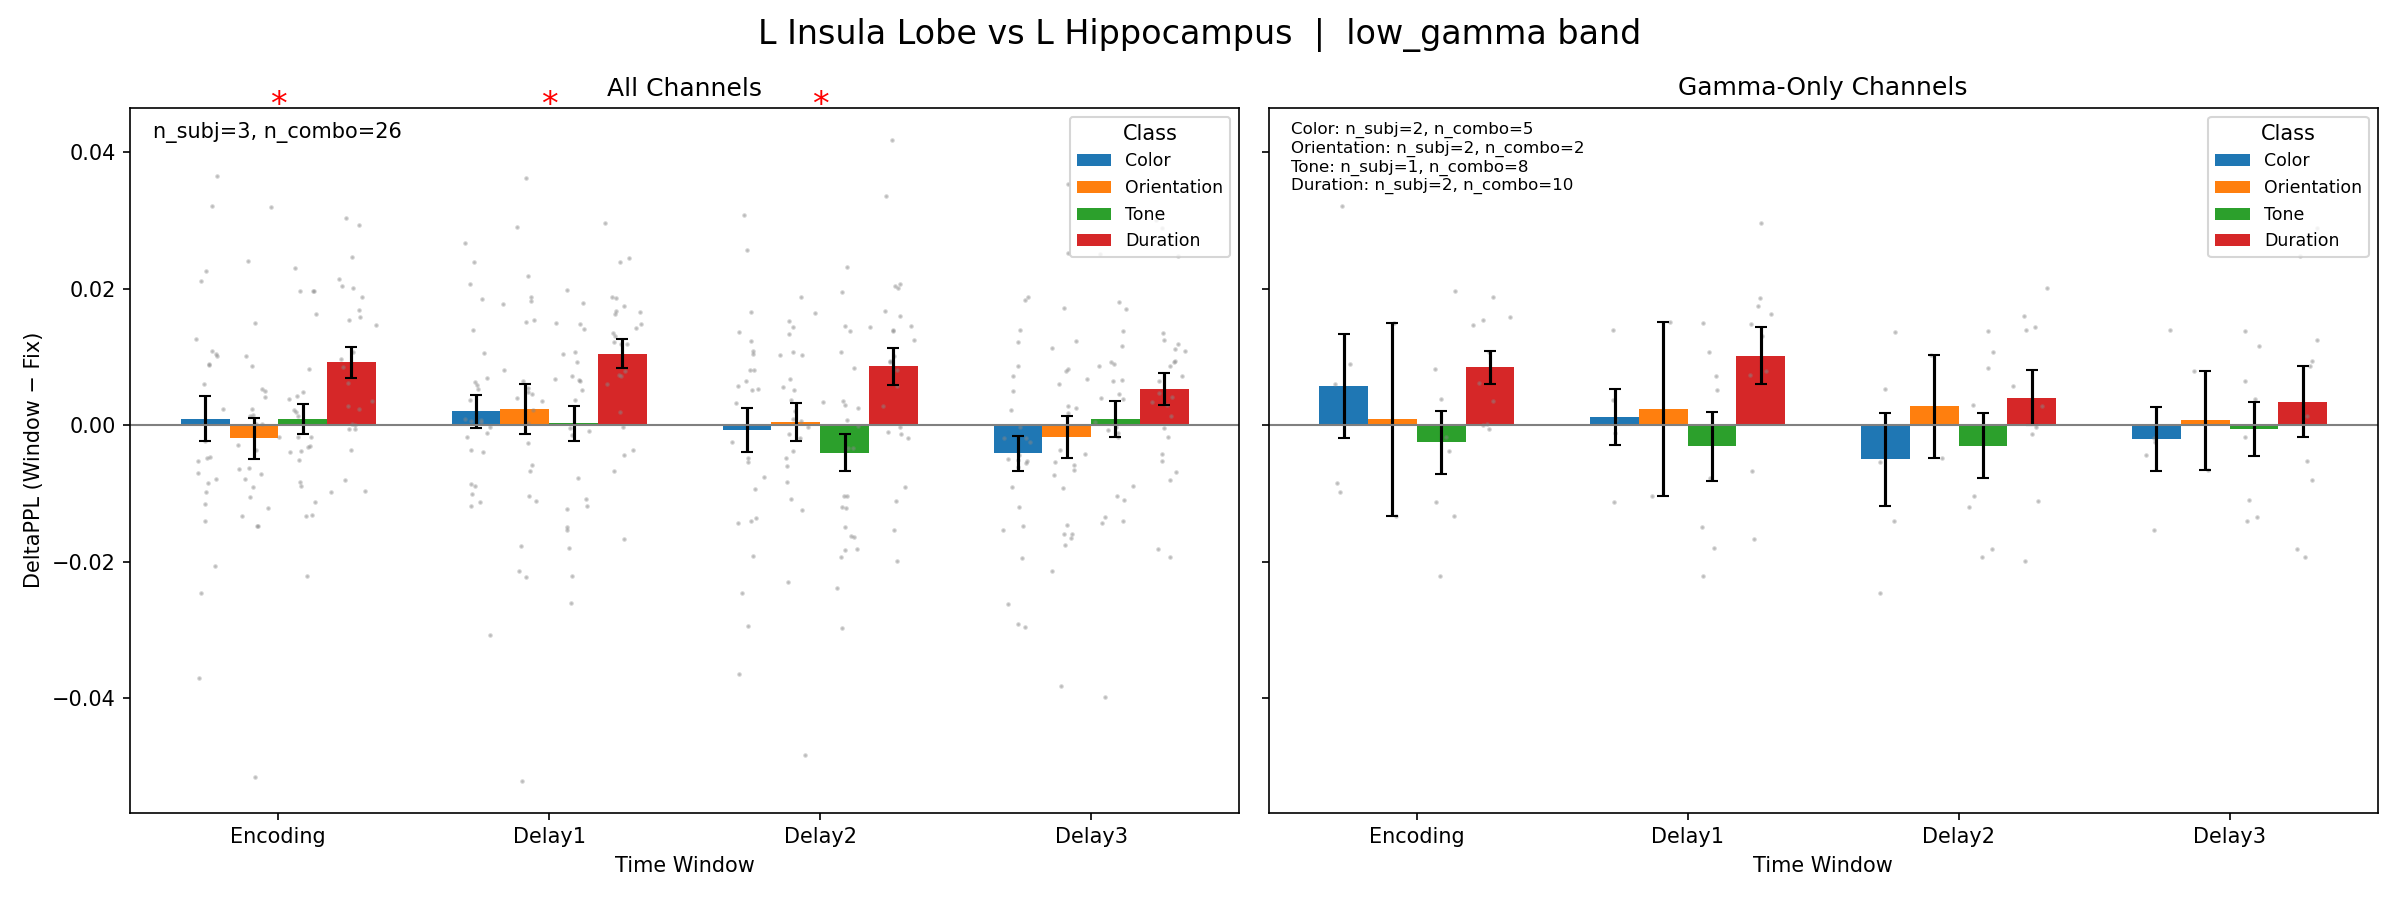 L Insula Lobe vs L Hippocampus | low_gamma band
All Channels
* * *
n_subj=3, n_combo=26
Class
Color
Orientation
Tone
Duration
DeltaPPL (Window − Fix)
0.04
0.02
0.00
−0.02
−0.04
Encoding Delay1 Delay2 Delay3
Time Window
Gamma-Only Channels
Color: n_subj=2, n_combo=5
Orientation: n_subj=2, n_combo=2
Tone: n_subj=1, n_combo=8
Duration: n_subj=2, n_combo=10
Class
Color
Orientation
Tone
Duration
Encoding Delay1 Delay2 Delay3
Time Window